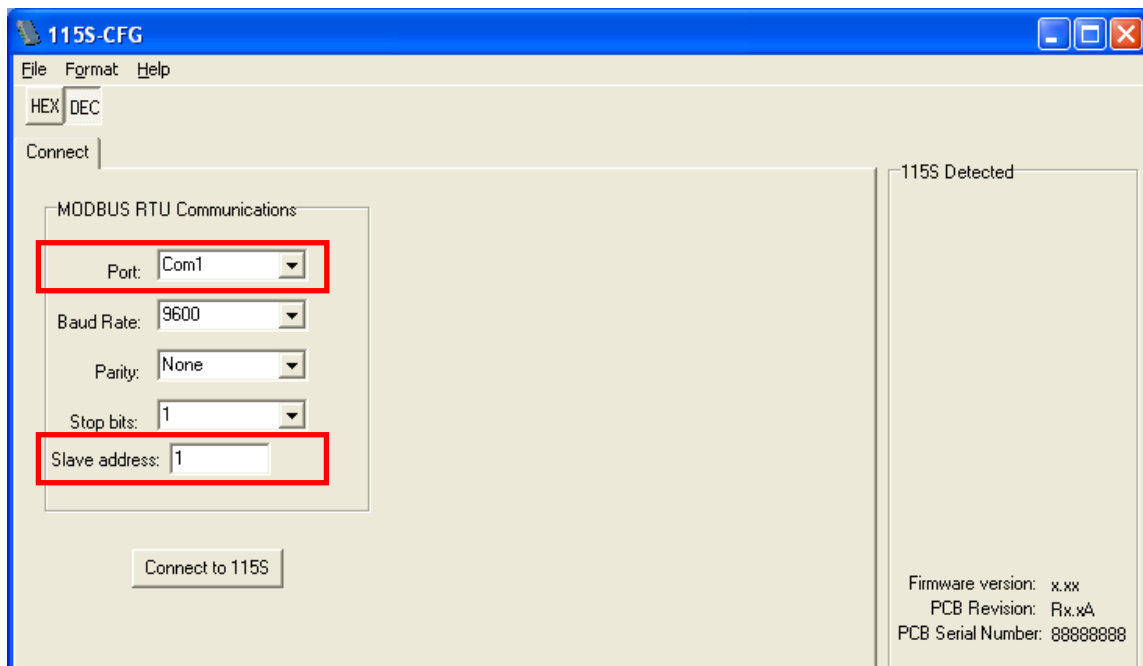 115S-CFG
File Format Help
HEX DEC
Connect
115S Detected
MODBUS RTU Communications
Port: Com1
Baud Rate: 9600
Parity: None
Stop bits: 1
Slave address: 1
Connect to 115S
Firmware version: x.xx
PCB Revision: Rx.xA
PCB Serial Number: 88888888